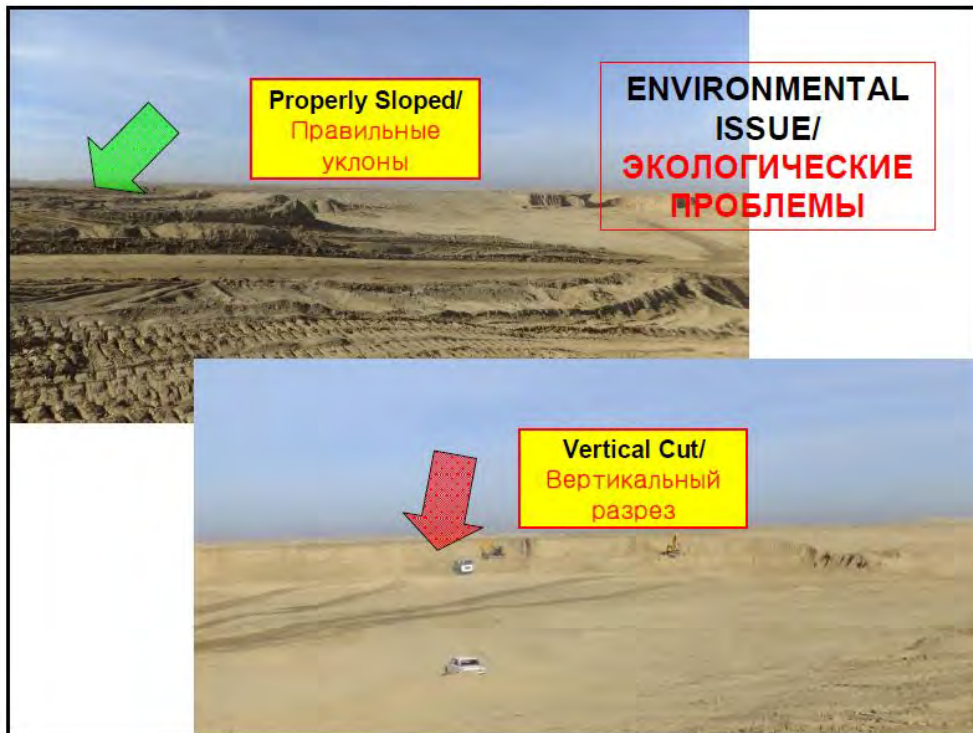 Properly Sloped/
Правильные
уклоны
ENVIRONMENTAL
ISSUE/
ЭКОЛОГИЧЕСКИЕ
ПРОБЛЕМЫ
Vertical Cut/
Вертикальный
разрез